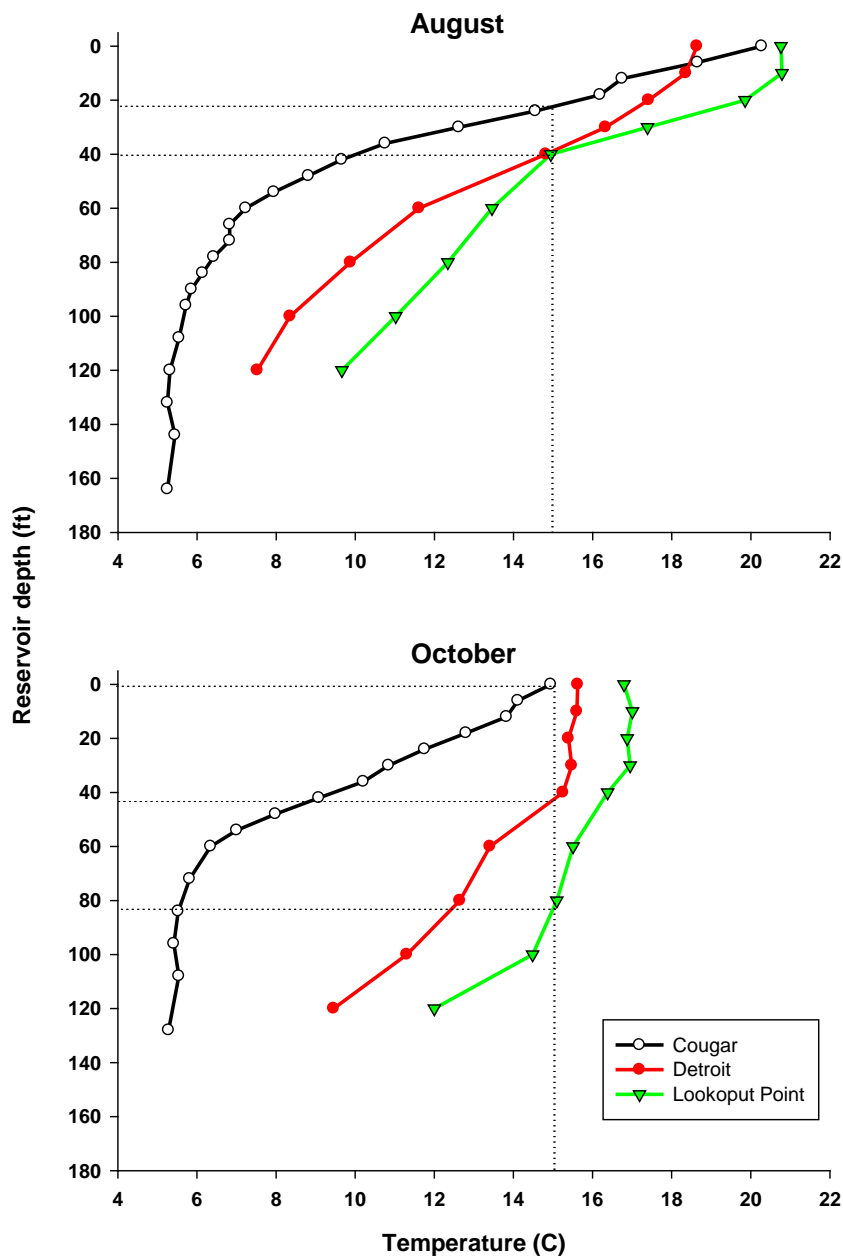 August
0
20
40
60
80
100
120
140
160
180
4 6 8 10 12 14 16 18 20 22
Reservoir depth (ft)
October
0
20
40
60
80
100
120
140
160
180
Cougar
Detroit
Lookoput Point
4 6 8 10 12 14 16 18 20 22
Temperature (C)